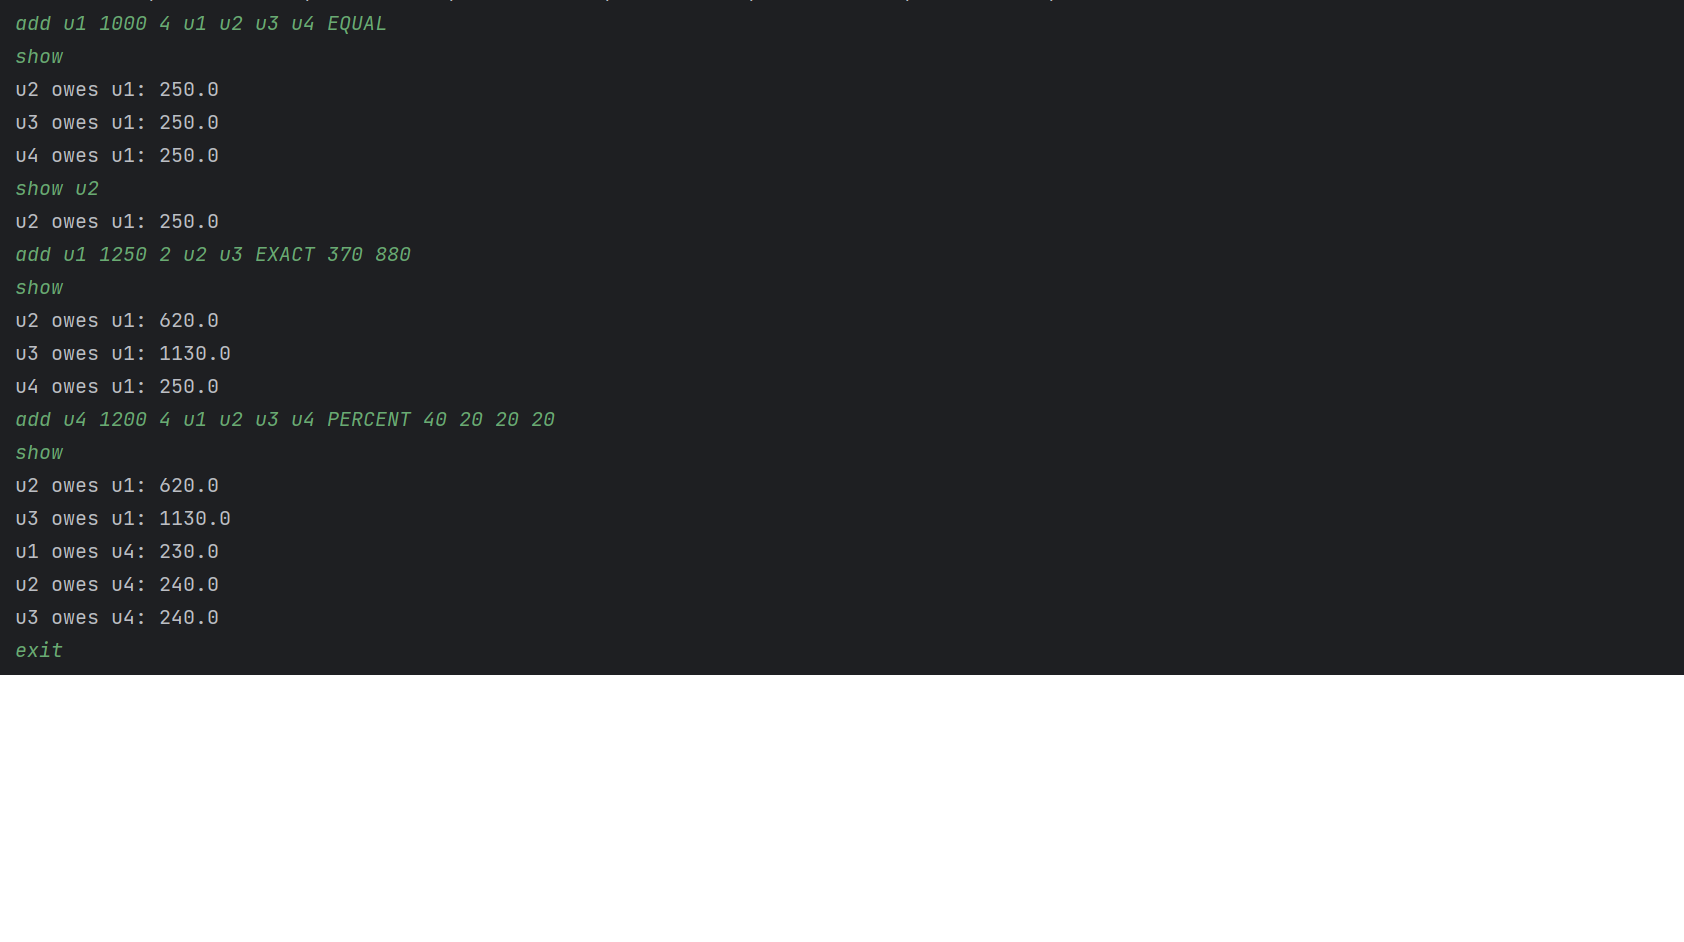 add u1 1000 4 u1 u2 u3 u4 EQUAL
show
u2 owes u1: 250.0
u3 owes u1: 250.0
u4 owes u1: 250.0
show u2
u2 owes u1: 250.0
add u1 1250 2 u2 u3 EXACT 370 880
show
u2 owes u1: 620.0
u3 owes u1: 1130.0
u4 owes u1: 250.0
add u4 1200 4 u1 u2 u3 u4 PERCENT 40 20 20 20
show
u2 owes u1: 620.0
u3 owes u1: 1130.0
u1 owes u4: 230.0
u2 owes u4: 240.0
u3 owes u4: 240.0
exit